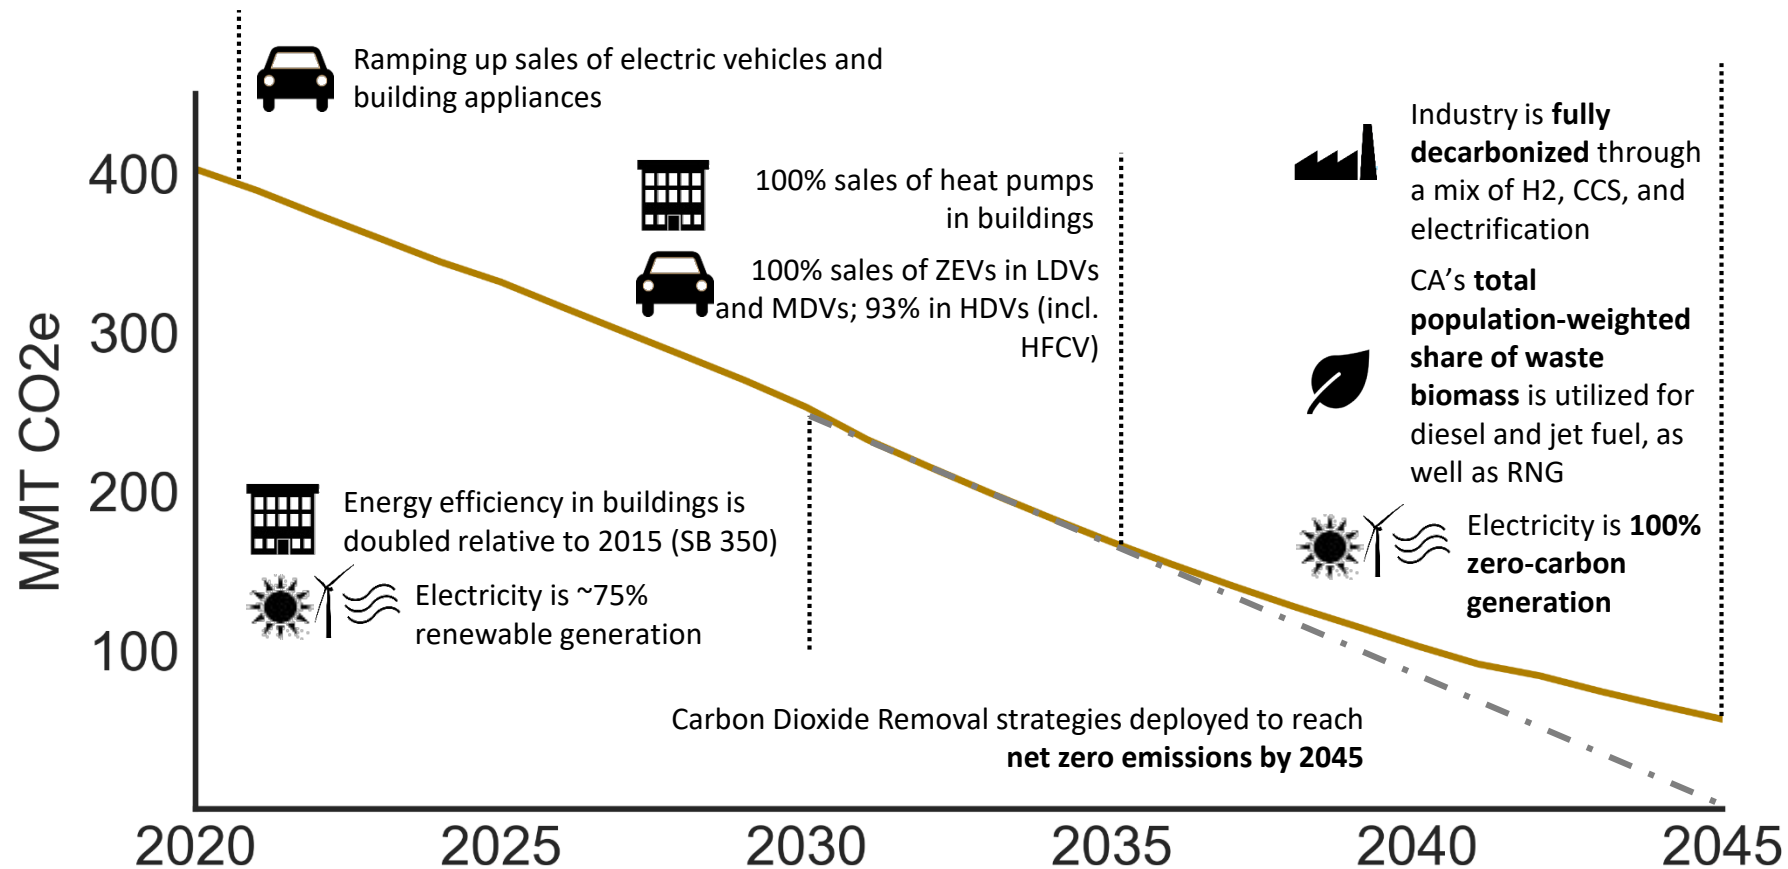 Ramping up sales of electric vehicles and
building appliances
400
300
200
100
MMT CO2e
100% sales of heat pumps
in buildings
100% sales of ZEVs in LDVs
and MDVs; 93% in HDVs (incl.
HFCV)
Industry is fully
decarbonized through
a mix of H2, CCS, and
electrification
CA’s total
population-weighted
share of waste
biomass is utilized for
diesel and jet fuel, as
well as RNG
Electricity is 100%
zero-carbon
generation
Energy efficiency in buildings is
doubled relative to 2015 (SB 350)
Electricity is ~75%
renewable generation
Carbon Dioxide Removal strategies deployed to reach
net zero emissions by 2045
2020 2025 2030 2035 2040 2045